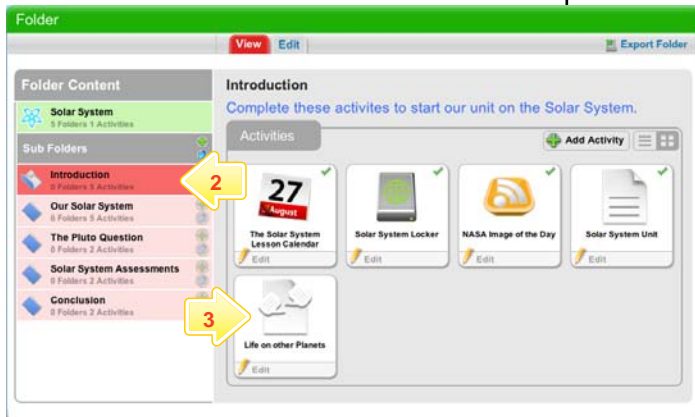 Folder
View Edit
Export Folder
Folder Content
Solar System
5 Folders 1 Activities
Sub Folders
Introduction
0 Folders 5 Activities
Our Solar System
0 Folders 5 Activities
The Pluto Question
0 Folders 2 Activities
Solar System Assessments
0 Folders 2 Activities
Conclusion
0 Folders 2 Activities
2
3
Introduction
Complete these activites to start our unit on the Solar System.
Activities
Add Activity
27
August
The Solar System
Lesson Calendar
Edit
Solar System Locker
Edit
NASA Image of the Day
Edit
Solar System Unit
Edit
Life on other Planets
Edit